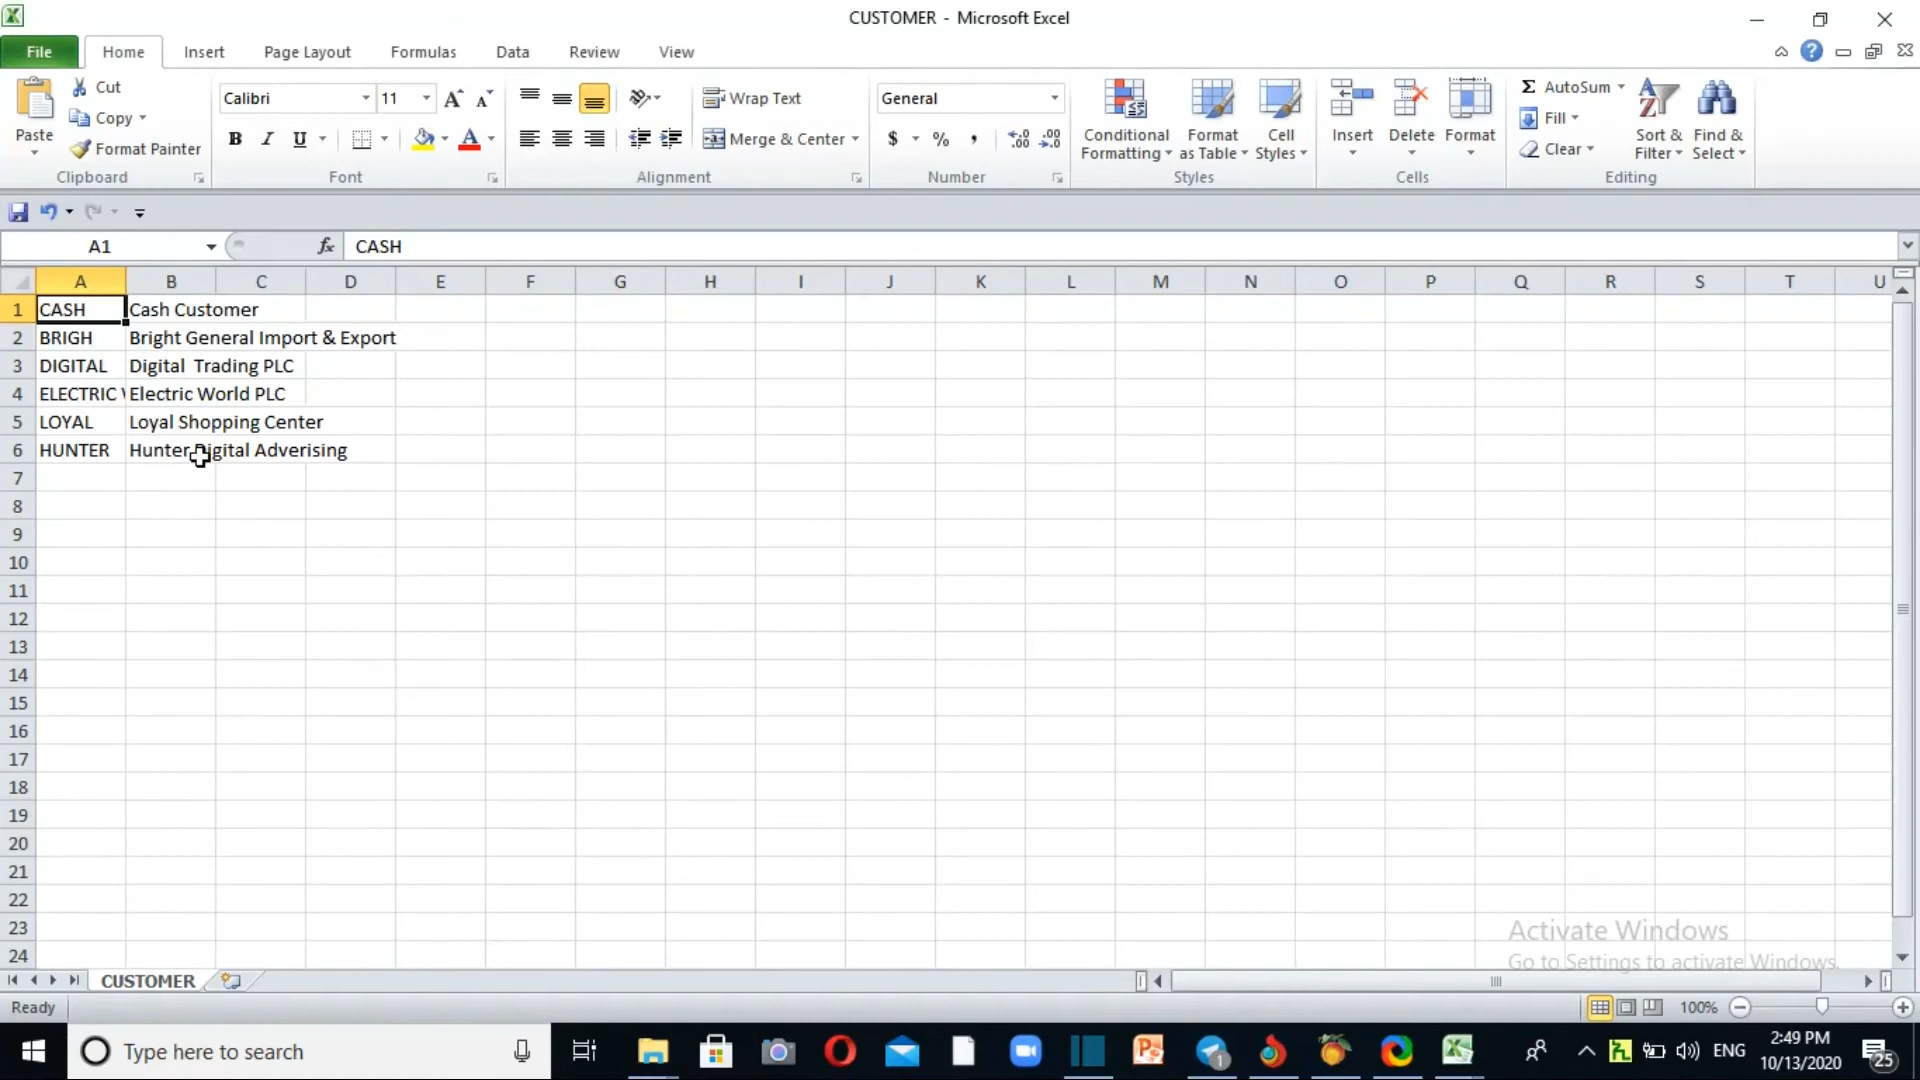 CUSTOMER - Microsoft Excel
File Home Insert Page Layout Formulas Data Review View
Paste
Cut
Copy
Format Painter
Clipboard
Calibri 11
B I U
Font
Wrap Text
Merge & Center
Alignment
General
$ % ,
Number
Conditional Formatting
Format as Table
Cell Styles
Styles
Insert Delete Format
Cells
AutoSum
Fill
Clear
Sort & Filter
Find & Select
Editing
A1 fx CASH
A B C D E F G H I J K L M N O P Q R S T U
1 CASH Cash Customer
2 BRIGH Bright General Import & Export
3 DIGITAL Digital  Trading PLC
4 ELECTRIC Electric World PLC
5 LOYAL Loyal Shopping Center
6 HUNTER Hunter Digital Adverising
7
8
9
10
11
12
13
14
15
16
17
18
19
20
21
22
23
24
Activate Windows
Go to Settings to activate Windows.
CUSTOMER
Ready 100%
Type here to search
1
ENG
2:49 PM
10/13/2020
25